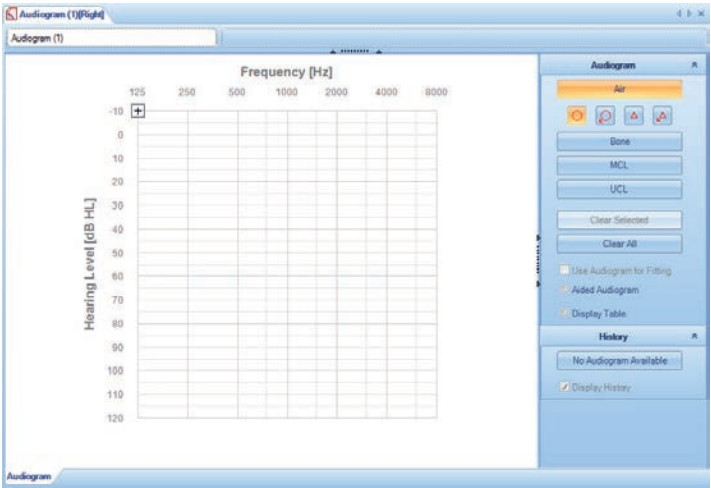 Audiogram (1)[Right]
Audiogram (1)
Frequency [Hz]
125 250 500 1000 2000 4000 8000
Hearing Level [dB HL]
-10
0
10
20
30
40
50
60
70
80
90
100
110
120
Audiogram
Air
Bone
MCL
UCL
Clear Selected
Clear All
Use Audiogram for Fitting
Aided Audiogram
Display Table
History
No Audiogram Available
Display History
Audiogram